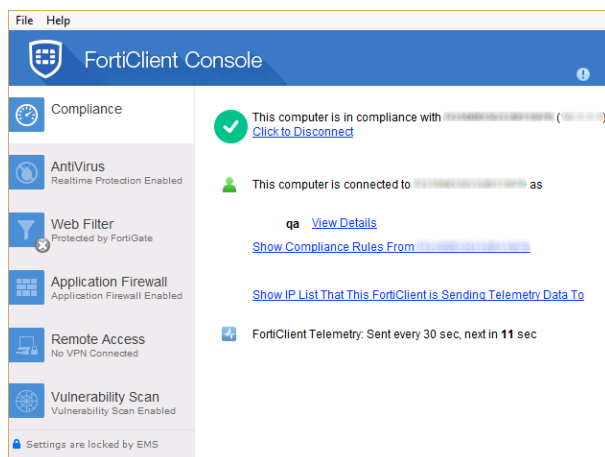 File Help
FortiClient Console
Compliance
AntiVirus
Realtime Protection Enabled
Web Filter
Protected by FortiGate
Application Firewall
Application Firewall Enabled
Remote Access
No VPN Connected
Vulnerability Scan
Vulnerability Scan Enabled
Settings are locked by EMS
This computer is in compliance with
Click to Disconnect
This computer is connected to as
qa View Details
Show Compliance Rules From
Show IP List That This FortiClient is Sending Telemetry Data To
FortiClient Telemetry: Sent every 30 sec, next in 11 sec